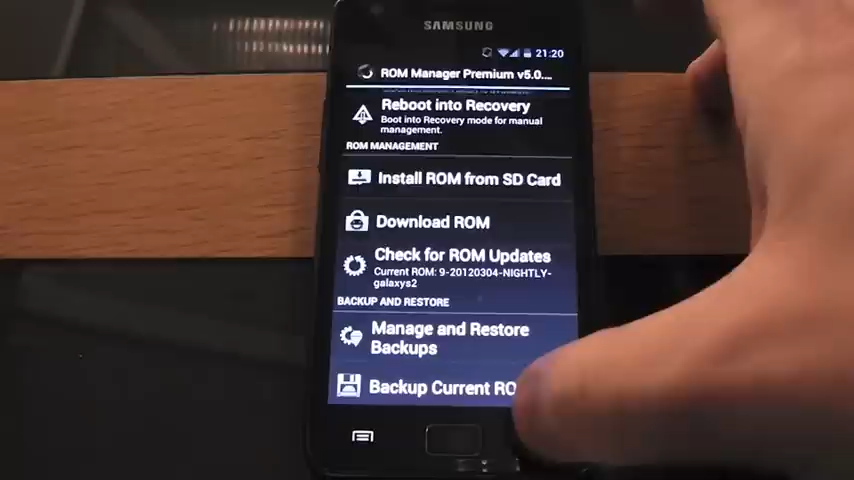 SAMSUNG
21:20
ROM Manager Premium v5.0....
Reboot into Recovery
Boot into Recovery mode for manual
management.
ROM MANAGEMENT
Install ROM from SD Card
Download ROM
Check for ROM Updates
Current ROM: 9-20120304-NIGHTLY-
galaxys2
BACKUP AND RESTORE
Manage and Restore
Backups
Backup Current RO